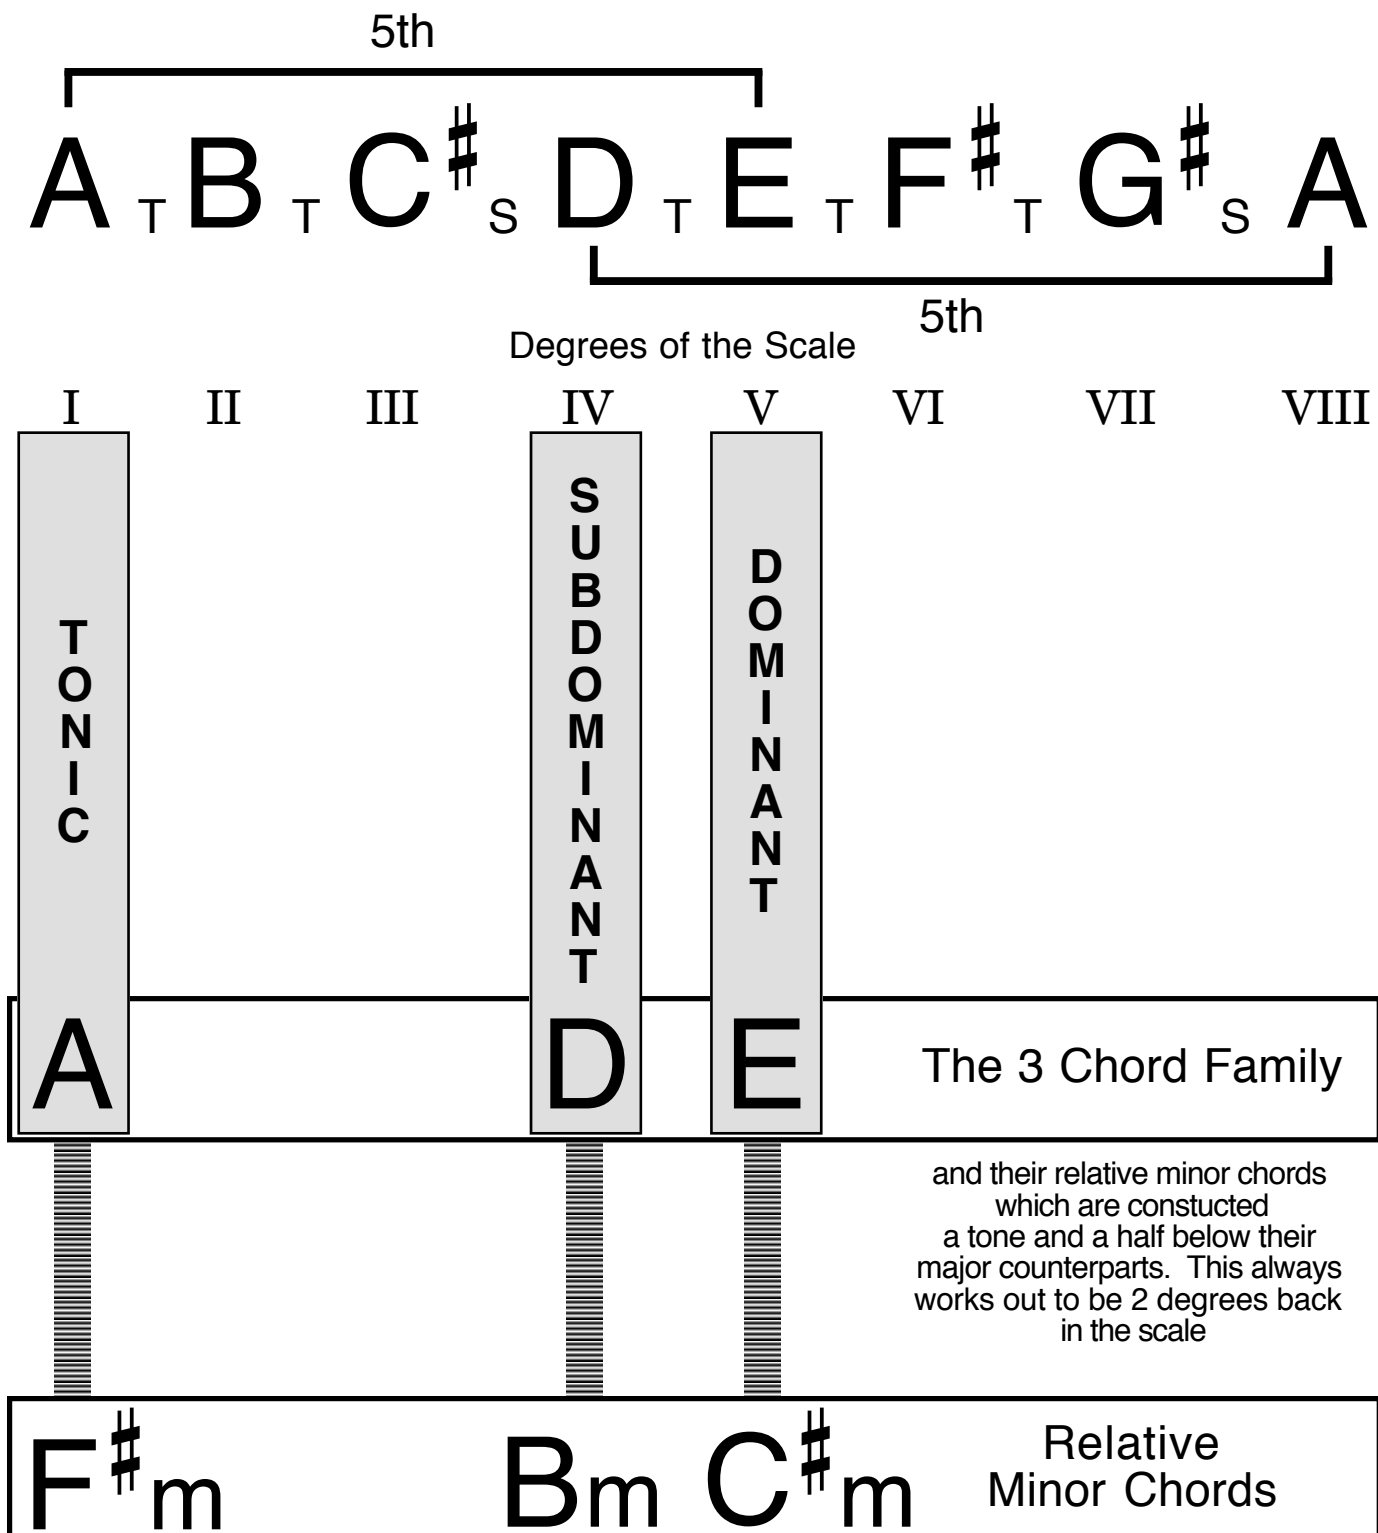 5th
A T B T C♯ S D T E T F♯ T G♯ S A
5th
Degrees of the Scale
I II III IV V VI VII VIII
TONIC
SUBDOMINANT
DOMINANT
A D E The 3 Chord Family
and their relative minor chords
which are constucted
a tone and a half below their
major counterparts. This always
works out to be 2 degrees back
in the scale
F♯m Bm C♯m
Relative
Minor Chords